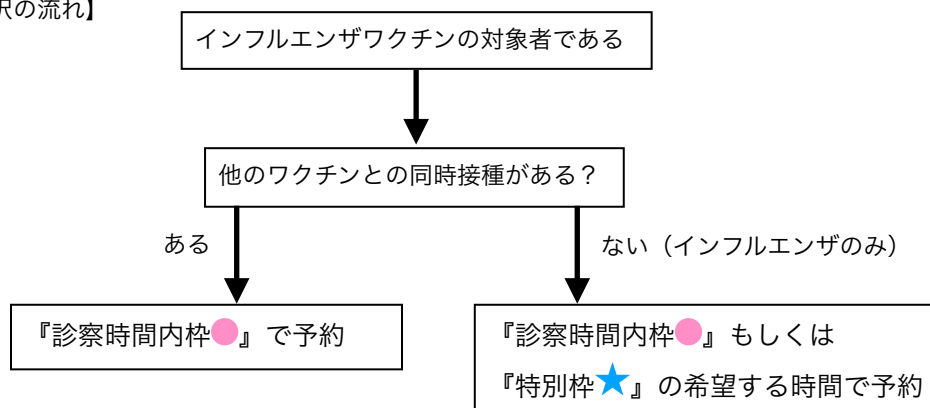 択の流れ】
インフルエンザワクチンの対象者である
他のワクチンとの同時接種がある？
ある
ない（インフルエンザのみ）
『診察時間内枠●』で予約
『診察時間内枠●』もしくは
『特別枠★』の希望する時間で予約